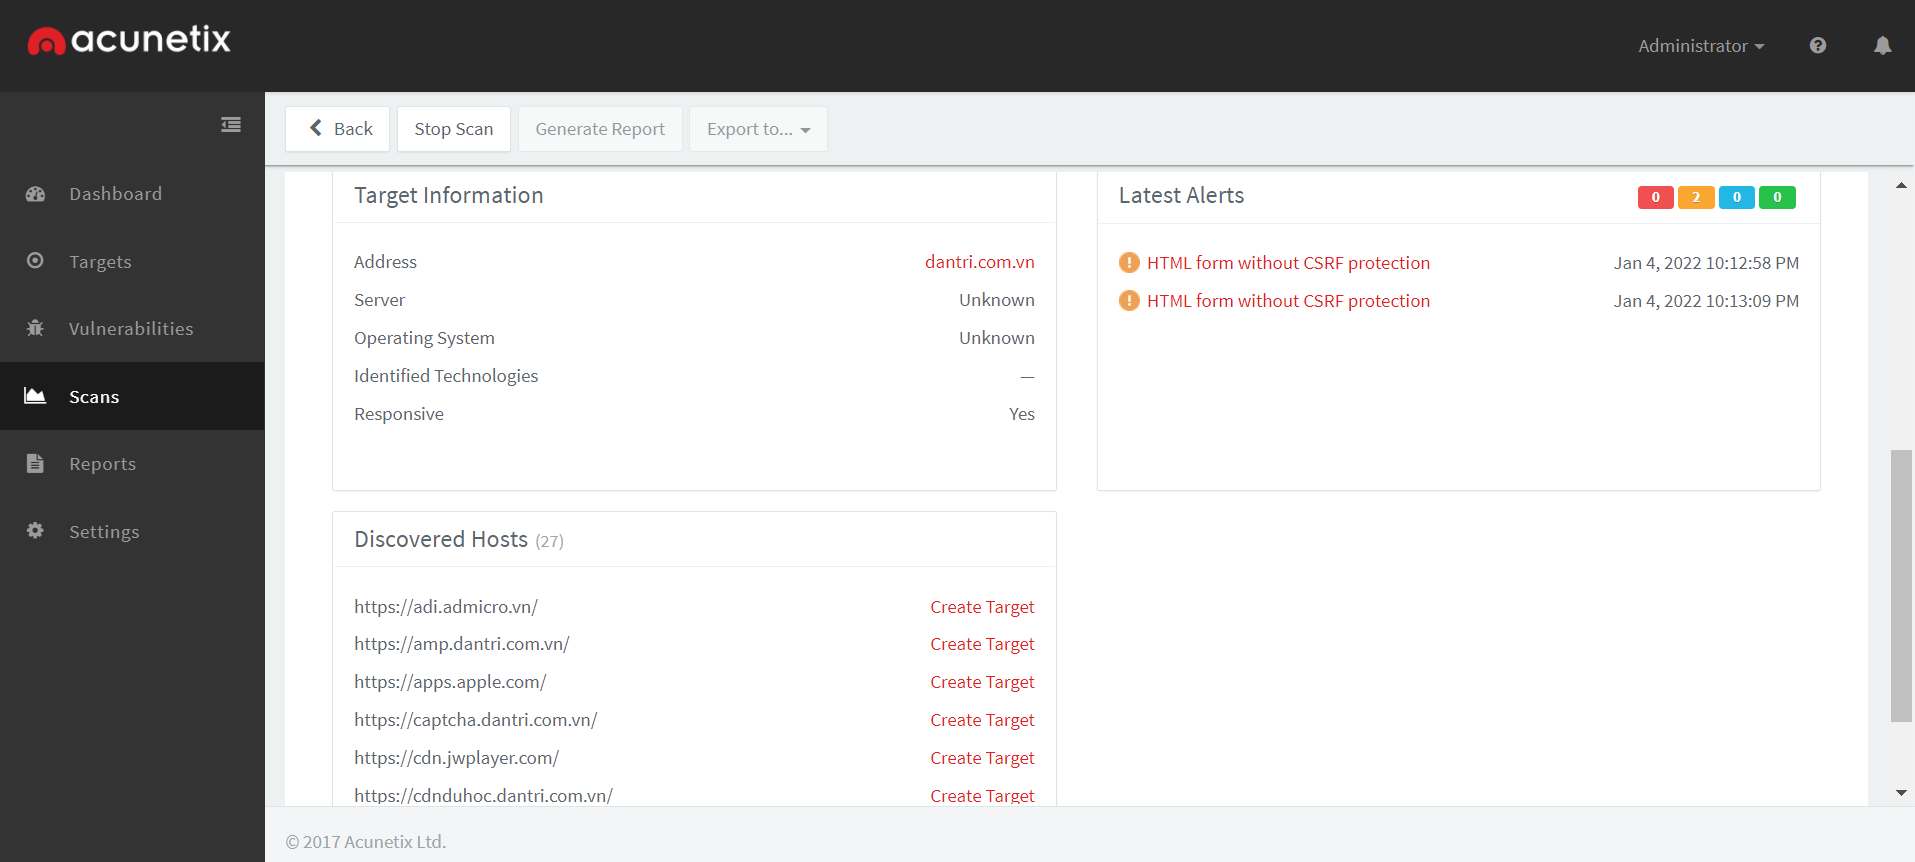 acunetix
Administrator
Back
Stop Scan
Generate Report
Export to...
Dashboard
Targets
Vulnerabilities
Scans
Reports
Settings
Target Information
Address dantri.com.vn
Server Unknown
Operating System Unknown
Identified Technologies —
Responsive Yes
Latest Alerts 0 2 0 0
HTML form without CSRF protection Jan 4, 2022 10:12:58 PM
HTML form without CSRF protection Jan 4, 2022 10:13:09 PM
Discovered Hosts (27)
https://adi.admicro.vn/ Create Target
https://amp.dantri.com.vn/ Create Target
https://apps.apple.com/ Create Target
https://captcha.dantri.com.vn/ Create Target
https://cdn.jwplayer.com/ Create Target
https://cdnduhoc.dantri.com.vn/ Create Target
© 2017 Acunetix Ltd.